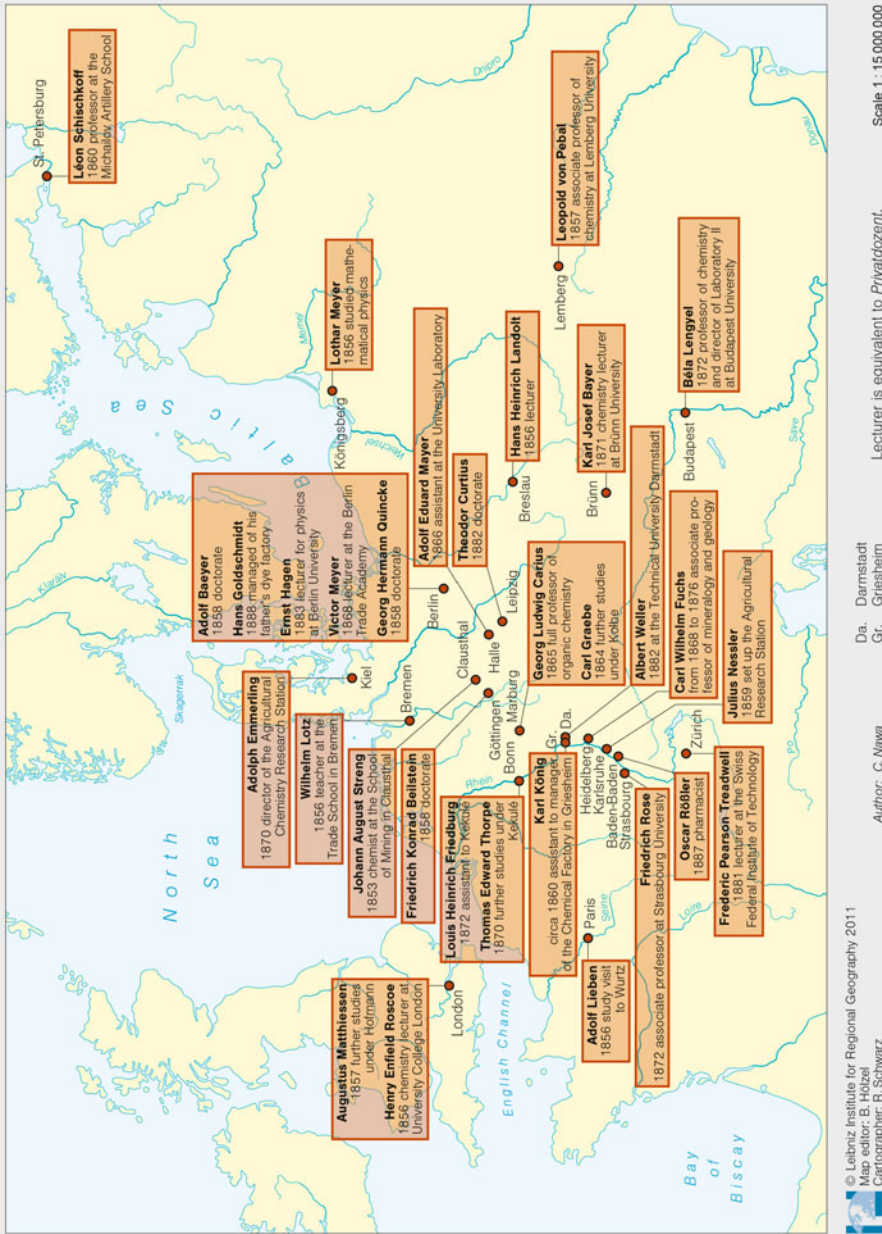 St. Petersburg
Léon Schischkoff
1860 professor at the
Michailov Artillery School
Dnipro
Klarälv
Memel
Lothar Meyer
1856 studied mathe-
matical physics
Königsberg
Baltic Sea
Weichsel
Leopold von Pebal
1857 associate professor of
chemistry at Lemberg University
Lemberg
Donau
Adolf Baeyer
1858 doctorate
Hans Goldschmidt
1888 managed of his
father's dye factory
Ernst Hagen
1883 lecturer for physics
at Berlin University
Victor Meyer
1868 lecturer at the Berlin
Trade Academy
Georg Hermann Quincke
1858 doctorate
Berlin
Adolf Eduard Mayer
1866 assistant at the University Laboratory
Theodor Curtius
1882 doctorate
Hans Heinrich Landolt
1856 lecturer
Breslau
Karl Josef Bayer
1871 chemistry lecturer
at Brünn University
Brünn
Béla Lengyel
1872 professor of chemistry
and director of Laboratory II
at Budapest University
Budapest
Save
Skagerrak
Kiel
Bremen
Clausthal
Halle
Leipzig
Göttingen
Marburg
Bonn
Georg Ludwig Carius
1865 full professor of
organic chemistry
Carl Graebe
1864 further studies
under Kolbe
Albert Weller
1882 at the Technical University Darmstadt
Carl Wilhelm Fuchs
from 1868 to 1876 associate pro-
fessor of mineralogy and geology
Julius Nessler
1859 set up the Agricultural
Research Station
Gr.
Da.
Heidelberg
Karlsruhe
Baden-Baden
Strasbourg
Zürich
Po
North
Sea
Adolph Emmerling
1870 director of the Agricultural
Chemistry Research Station
Wilhelm Lotz
1856 teacher at the
Trade School in Bremen
Johann August Streng
1853 chemist at the School
of Mining in Clausthal
Friedrich Konrad Beilstein
1858 doctorate
Rhein
Louis Heinrich Friedburg
1872 assistant to Kekulé
Thomas Edward Thorpe
1870 further studies under
Kekulé
Karl König
circa 1860 assistant to manager
of the Chemical Factory in Griesheim
Friedrich Rose
1872 associate professor at Strasbourg University
Oscar Rößler
1887 pharmacist
Frederic Pearson Treadwell
1881 lecturer at the Swiss
Federal Institute of Technology
Augustus Matthiessen
1857 further studies
under Hofmann
Henry Enfield Roscoe
1856 chemistry lecturer at
University College London
London
English Channel
Paris
Seine
Loire
Adolf Lieben
1856 study visit
to Wurtz
Bay
of
Biscay
© Leibniz Institute for Regional Geography 2011
Map editor: B. Hölzel
Cartographer: R. Schwarz
Author: C. Nawa
Da. Darmstadt
Gr. Griesheim
Lecturer is equivalent to Privatdozent.
Scale 1 : 15 000 000